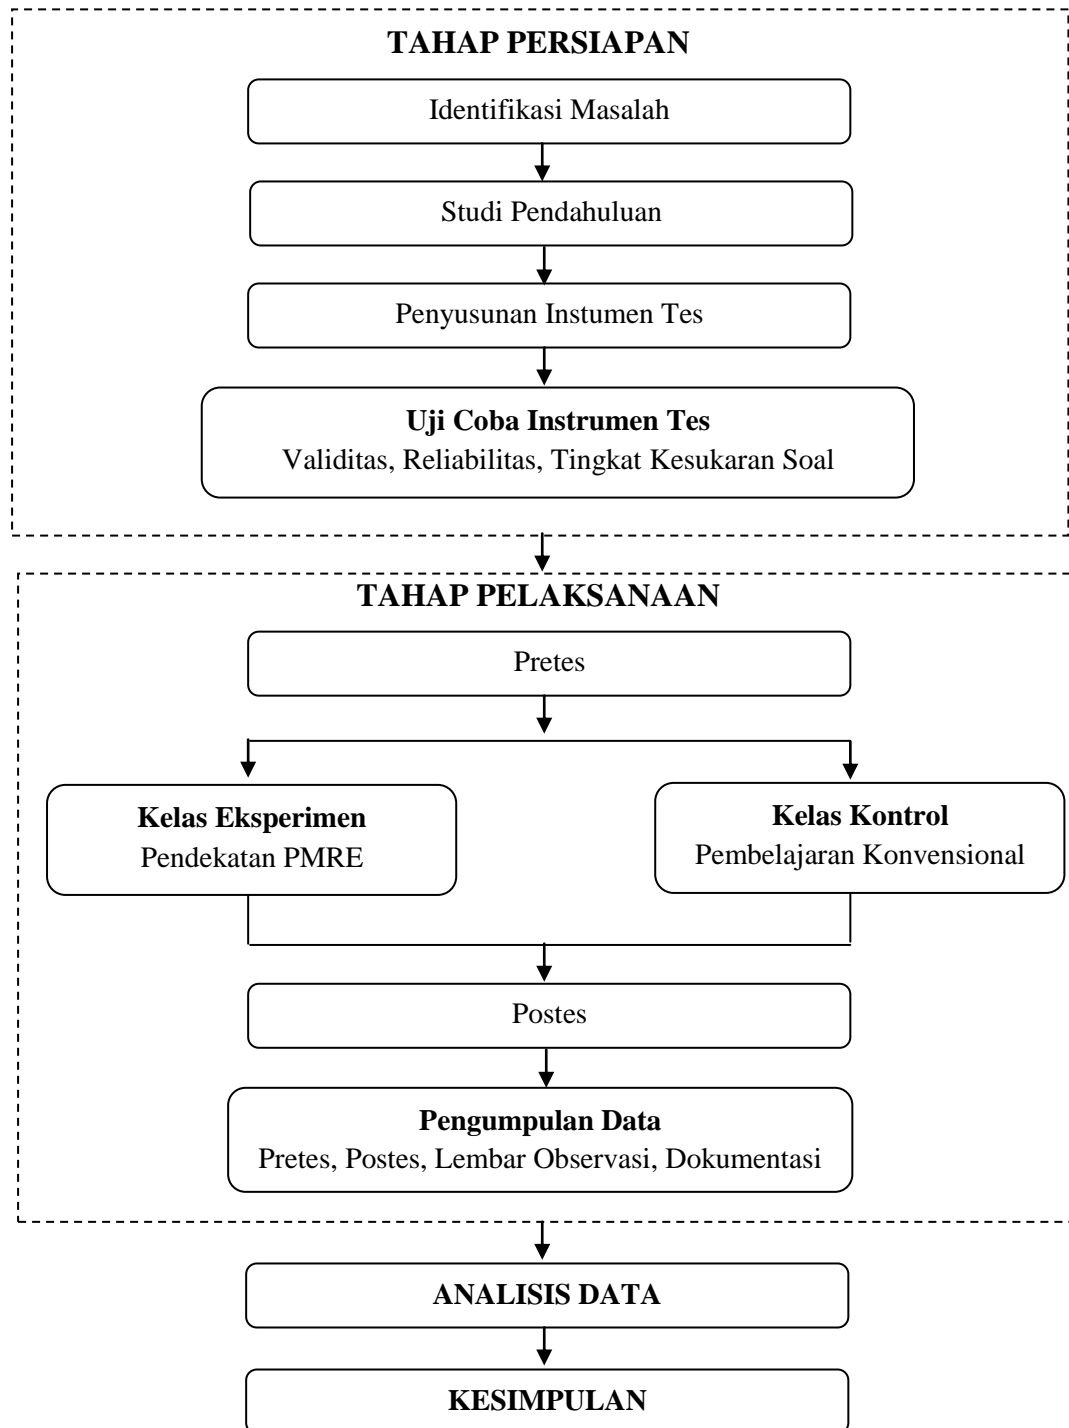 TAHAP PERSIAPAN
Identifikasi Masalah
Studi Pendahuluan
Penyusunan Instumen Tes
Uji Coba Instrumen Tes
Validitas, Reliabilitas, Tingkat Kesukaran Soal
TAHAP PELAKSANAAN
Pretes
Kelas Eksperimen
Pendekatan PMRE
Kelas Kontrol
Pembelajaran Konvensional
Postes
Pengumpulan Data
Pretes, Postes, Lembar Observasi, Dokumentasi
ANALISIS DATA
KESIMPULAN